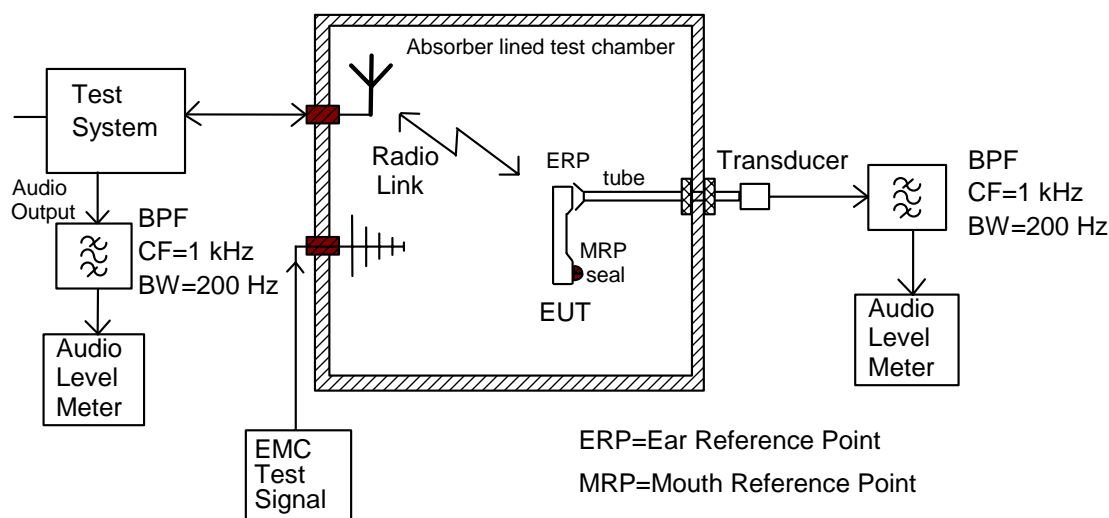 Absorber lined test chamber
Test
System
Audio
Output
BPF
CF=1 kHz
BW=200 Hz
Audio
Level
Meter
Radio
Link
EMC
Test
Signal
ERP
tube
MRP
seal
EUT
Transducer
BPF
CF=1 kHz
BW=200 Hz
Audio
Level
Meter
ERP=Ear Reference Point
MRP=Mouth Reference Point